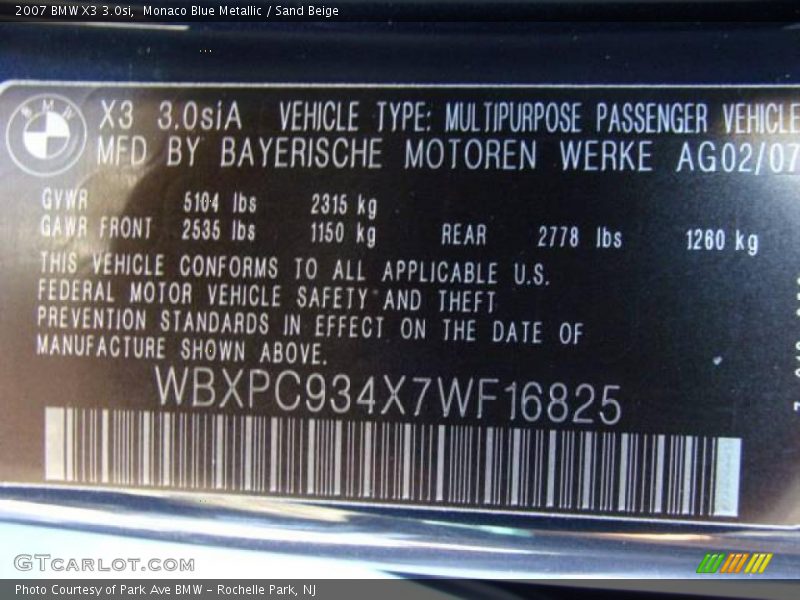 2007 BMW X3 3.0si, Monaco Blue Metallic / Sand Beige
BMW
X3 3.0siA VEHICLE TYPE: MULTIPURPOSE PASSENGER VEHICLE
MFD BY BAYERISCHE MOTOREN WERKE AG02/07
GVWR 5104 lbs 2315 kg
GAWR FRONT 2535 lbs 1150 kg REAR 2778 lbs 1260 kg
THIS VEHICLE CONFORMS TO ALL APPLICABLE U.S.
FEDERAL MOTOR VEHICLE SAFETY AND THEFT
PREVENTION STANDARDS IN EFFECT ON THE DATE OF
MANUFACTURE SHOWN ABOVE.
WBXPC934X7WF16825
GTCARLOT.COM
Photo Courtesy of Park Ave BMW - Rochelle Park, NJ